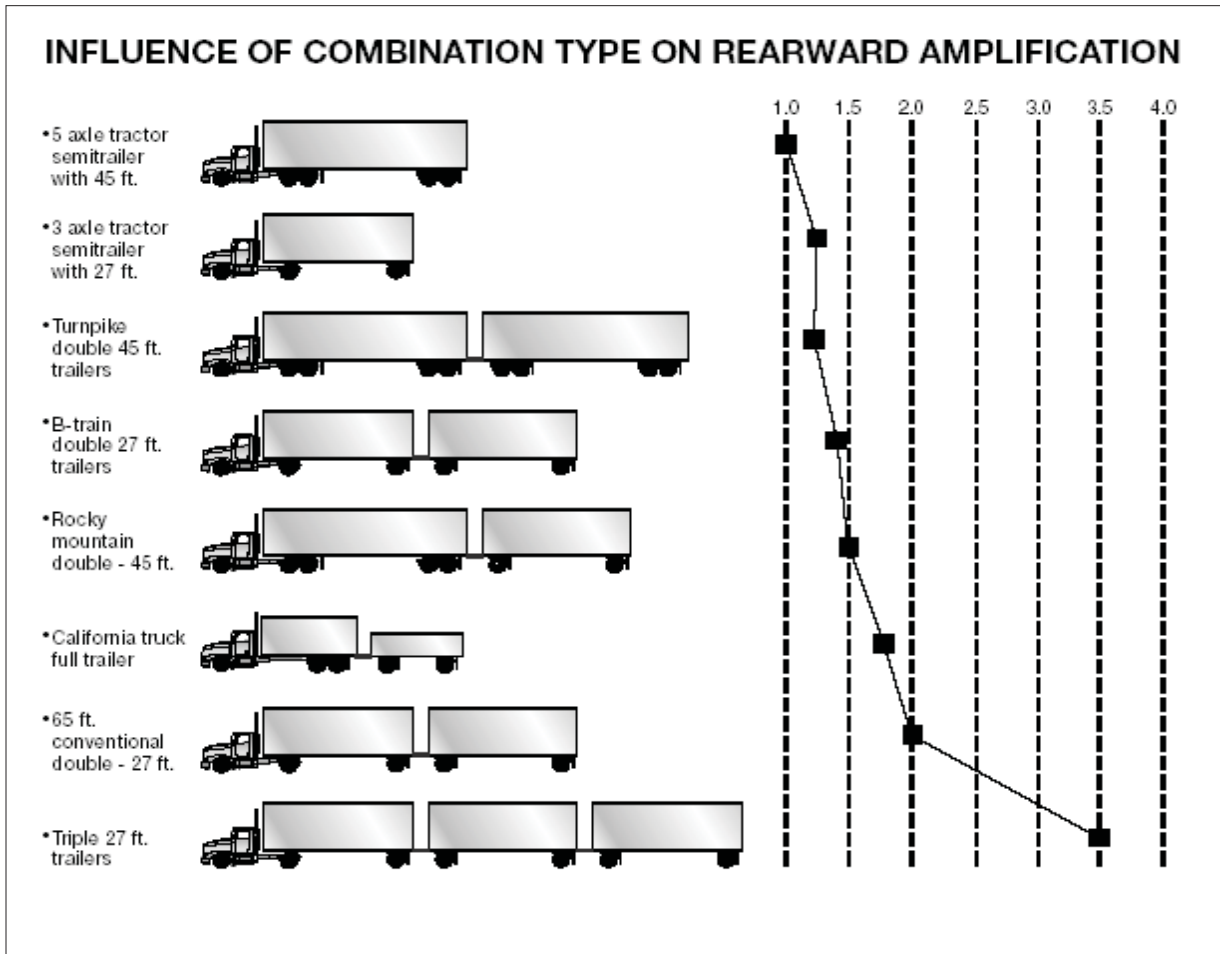 INFLUENCE OF COMBINATION TYPE ON REARWARD AMPLIFICATION
1.0 1.5 2.0 2.5 3.0 3.5 4.0
•5 axle tractor
semitrailer
with 45 ft.
•3 axle tractor
semitrailer
with 27 ft.
•Turnpike
double 45 ft.
trailers
•B-train
double 27 ft.
trailers
•Rocky
mountain
double - 45 ft.
•California truck
full trailer
•65 ft.
conventional
double - 27 ft.
•Triple 27 ft.
trailers